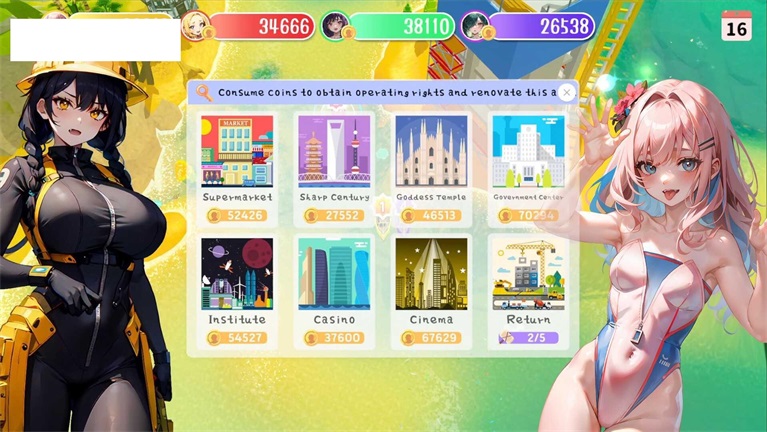 34666
38110
26538
16
Consume coins to obtain operating rights and renovate this a
MARKET
Supermarket
52426
Sharp Century
27552
Goddess Temple
46513
Government Center
70294
Institute
54527
Casino
37600
Cinema
67629
Return
2/5